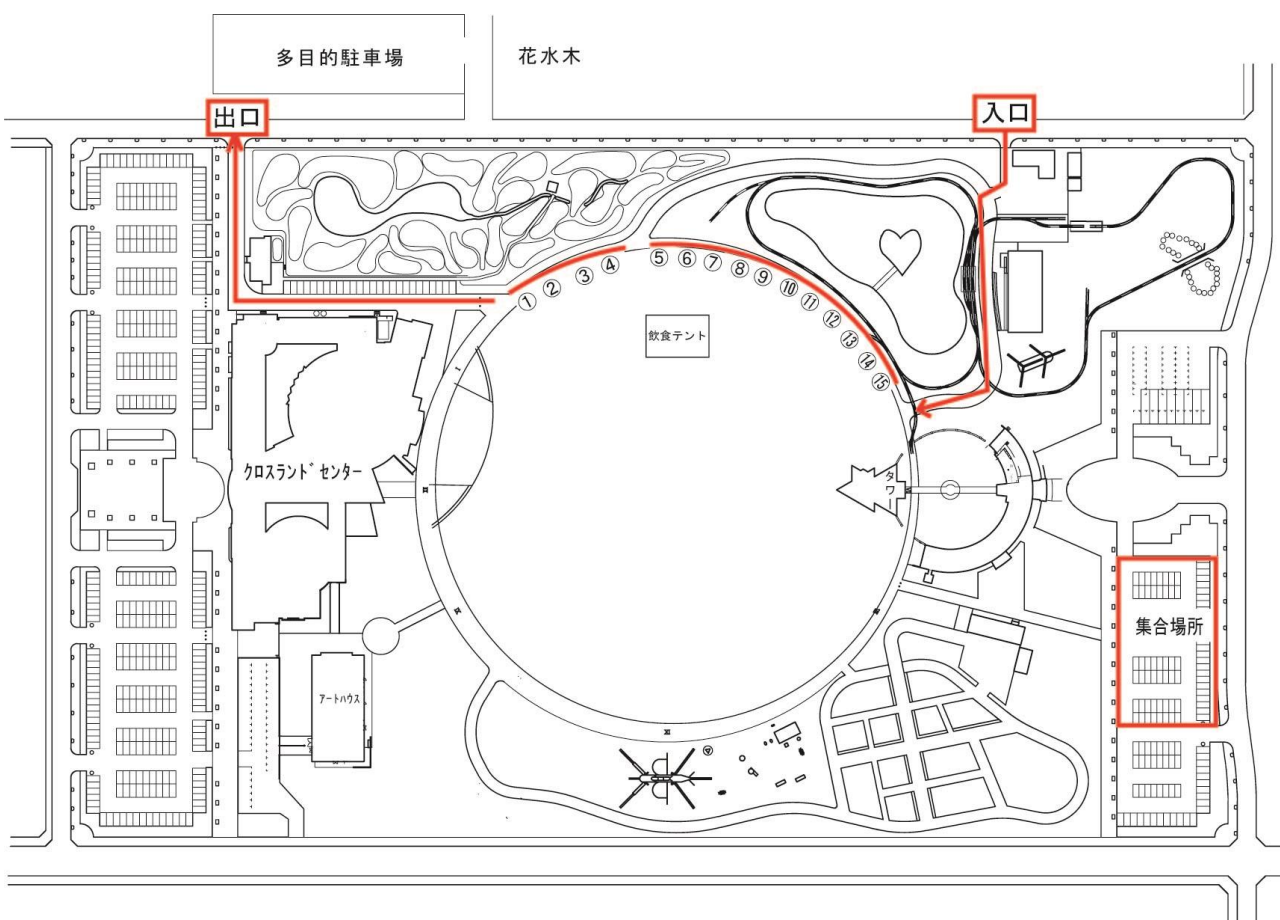 多目的駐車場
花水木
出口
入口
①
②
③
④
⑤
⑥
⑦
⑧
⑨
⑩
⑪
⑫
⑬
⑭
⑮
飲食テント
クロスランドセンター
タワー
集合場所
アートハウス